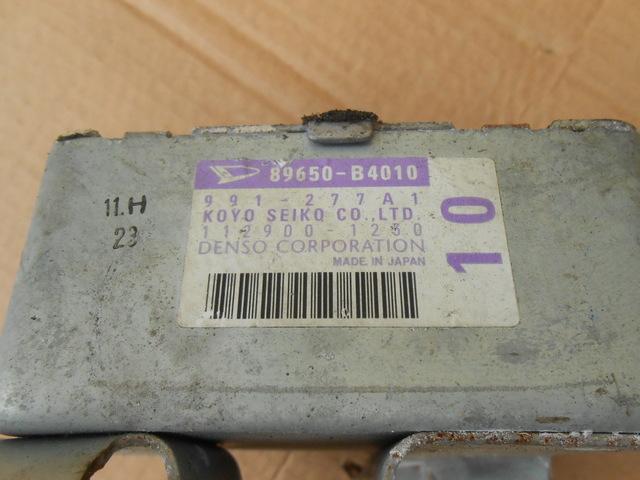 89650-B4010
991-277A1
KOYO SEIKO CO.,LTD.
112900-1250
DENSO CORPORATION
MADE IN JAPAN
10
11.H
23